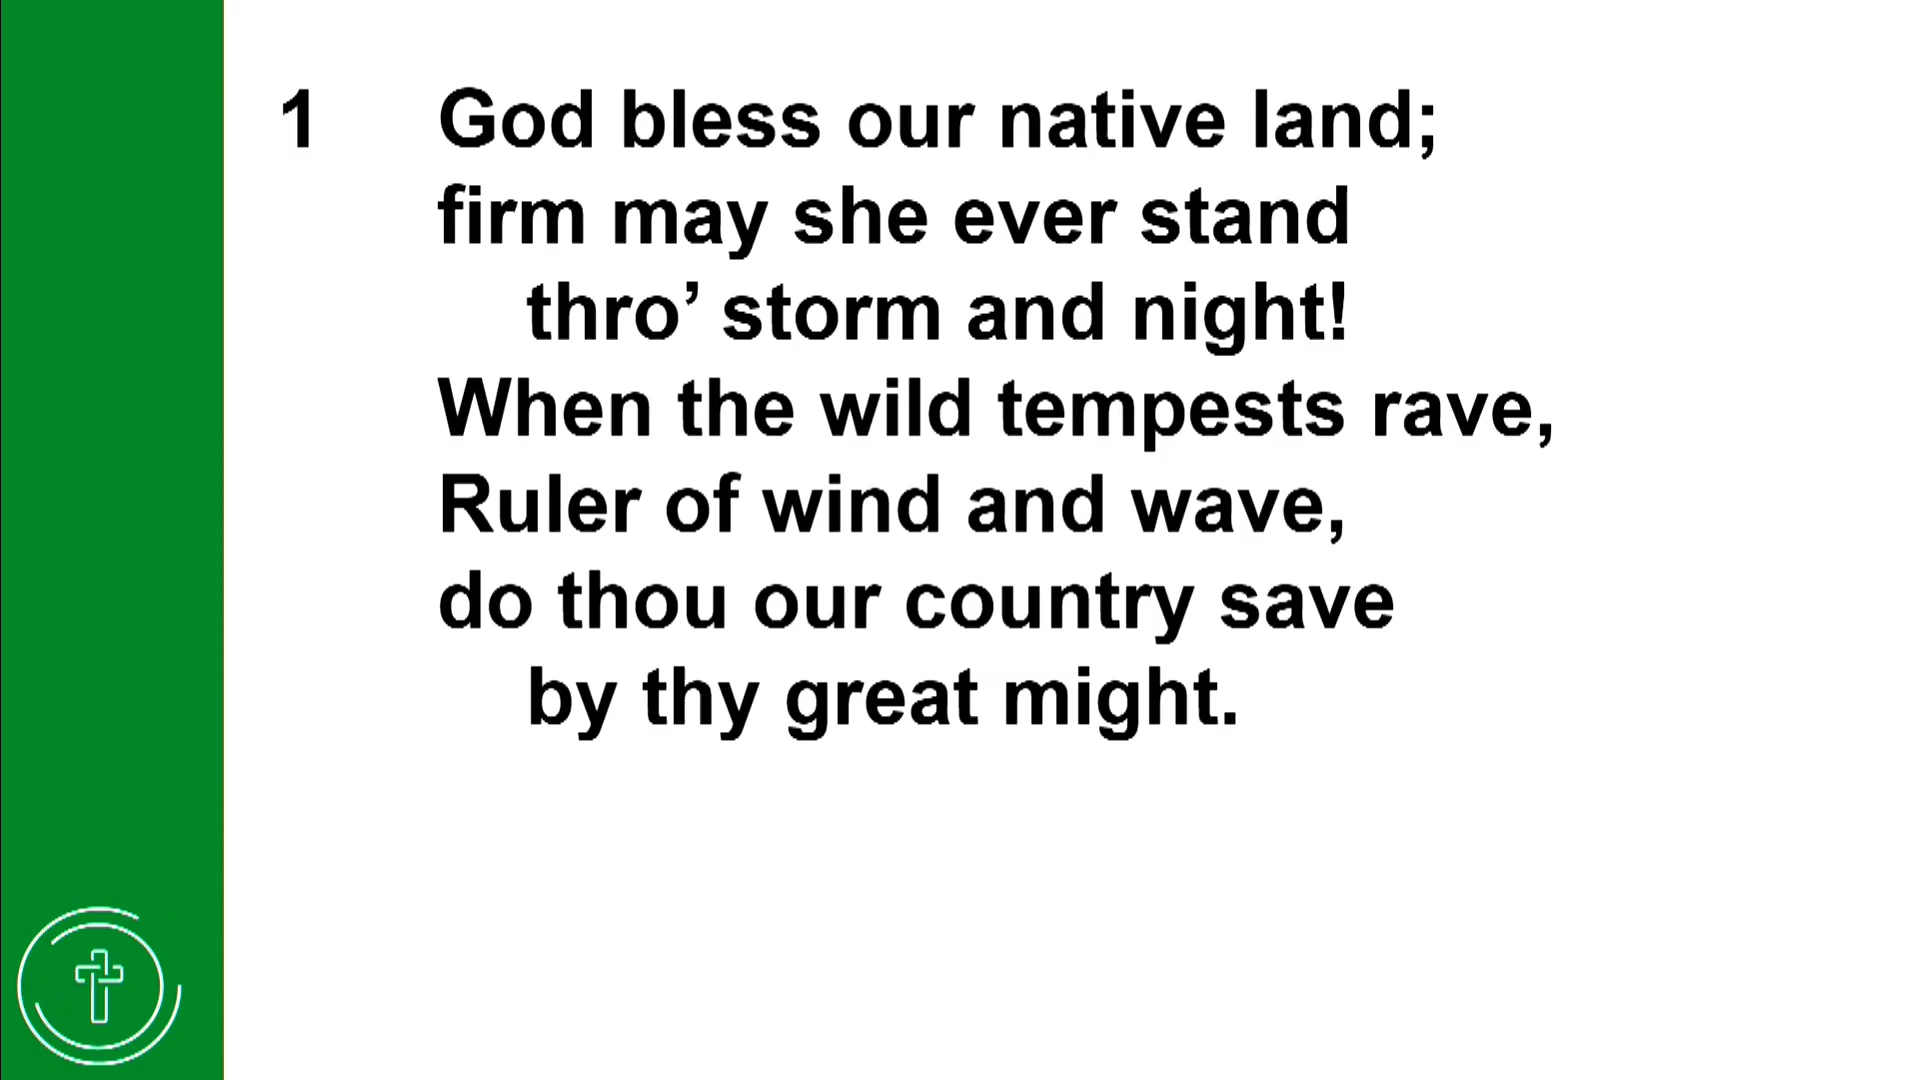 1 God bless our native land;
firm may she ever stand
thro’ storm and night!
When the wild tempests rave,
Ruler of wind and wave,
do thou our country save
by thy great might.